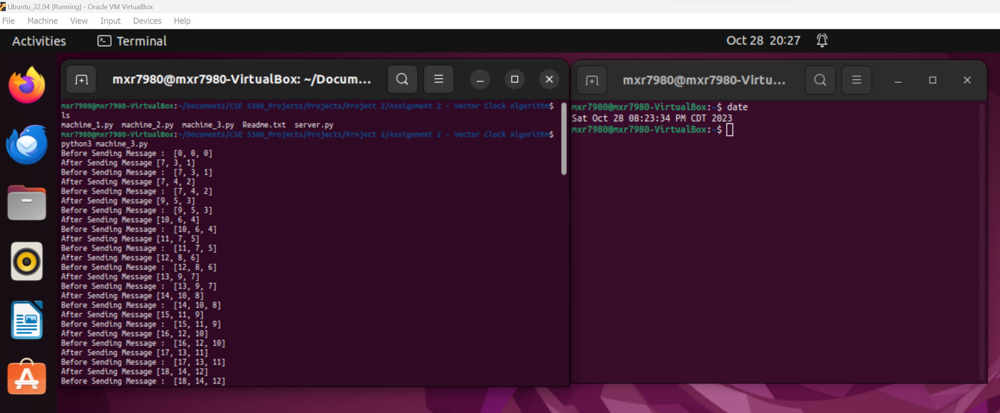 Ubuntu_22.04 [Running] - Oracle VM VirtualBox
File Machine View Input Devices Help
Activities Terminal Oct 28 20:27
mxr7980@mxr7980-VirtualBox: ~/Docum...
mxr7980@mxr7980-VirtualBox:~/Documents/CSE 5306_Projects/Projects/Project 2/Assignment 2 - Vector Clock Algorithm$
ls
machine_1.py machine_2.py machine_3.py Readme.txt server.py
mxr7980@mxr7980-VirtualBox:~/Documents/CSE 5306_Projects/Projects/Project 2/Assignment 2 - Vector Clock Algorithm$
python3 machine_3.py
Before Sending Message : [0, 0, 0]
After Sending Message [7, 3, 1]
Before Sending Message : [7, 3, 1]
After Sending Message [7, 4, 2]
Before Sending Message : [7, 4, 2]
After Sending Message [9, 5, 3]
Before Sending Message : [9, 5, 3]
After Sending Message [10, 6, 4]
Before Sending Message : [10, 6, 4]
After Sending Message [11, 7, 5]
Before Sending Message : [11, 7, 5]
After Sending Message [12, 8, 6]
Before Sending Message : [12, 8, 6]
After Sending Message [13, 9, 7]
Before Sending Message : [13, 9, 7]
After Sending Message [14, 10, 8]
Before Sending Message : [14, 10, 8]
After Sending Message [15, 11, 9]
Before Sending Message : [15, 11, 9]
After Sending Message [16, 12, 10]
Before Sending Message : [16, 12, 10]
After Sending Message [17, 13, 11]
Before Sending Message : [17, 13, 11]
After Sending Message [18, 14, 12]
Before Sending Message : [18, 14, 12]
mxr7980@mxr7980-Virtu...
mxr7980@mxr7980-VirtualBox:~$ date
Sat Oct 28 08:23:34 PM CDT 2023
mxr7980@mxr7980-VirtualBox:~$